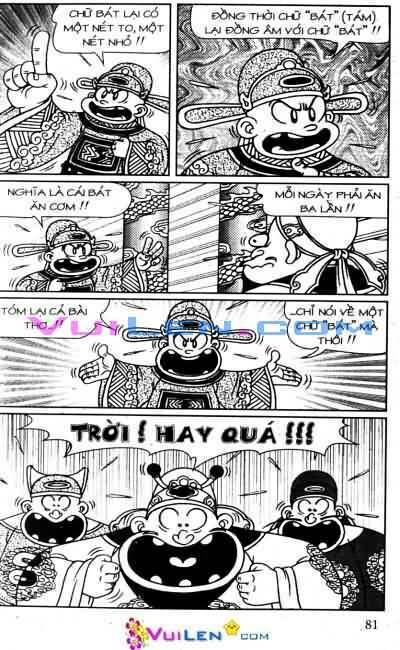 CHỮ BÁT LẠI CÓ
MỘT NÉT TO, MỘT
NÉT NHỎ !!
ĐỒNG THỜI CHỮ "BÁT" (TÁM)
LẠI ĐỒNG ÂM VỚI CHỮ "BÁT" !!
NGHĨA LÀ CÁI BÁT
ĂN CƠM !!
MỖI NGÀY PHẢI ĂN
BA LẦN !!
TÓM LẠI CẢ BÀI
THƠ..!!
...CHỈ NÓI VỀ MỘT
CHỮ "BÁT" MÀ
THÔI !!
VUILEN.COM
TRỜI ! HAY QUÁ !!!
81
VUILEN.COM